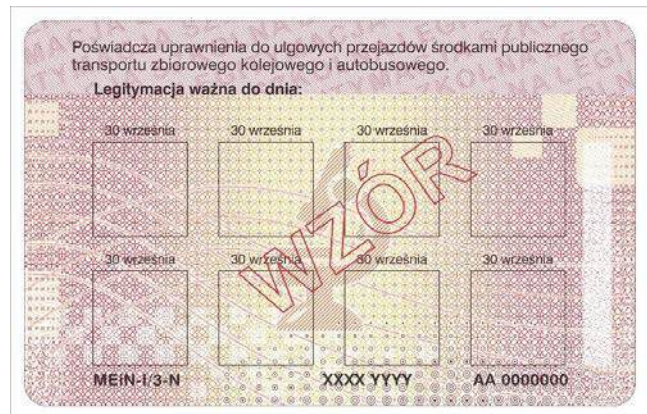 Poświadcza uprawnienia do ulgowych przejazdów środkami publicznego
transportu zbiorowego kolejowego i autobusowego.
Legitymacja ważna do dnia:
30 września 30 września 30 września 30 września
WZÓR
30 września 30 września 30 września 30 września
MEiN-I/3-N XXXX YYYY AA 0000000